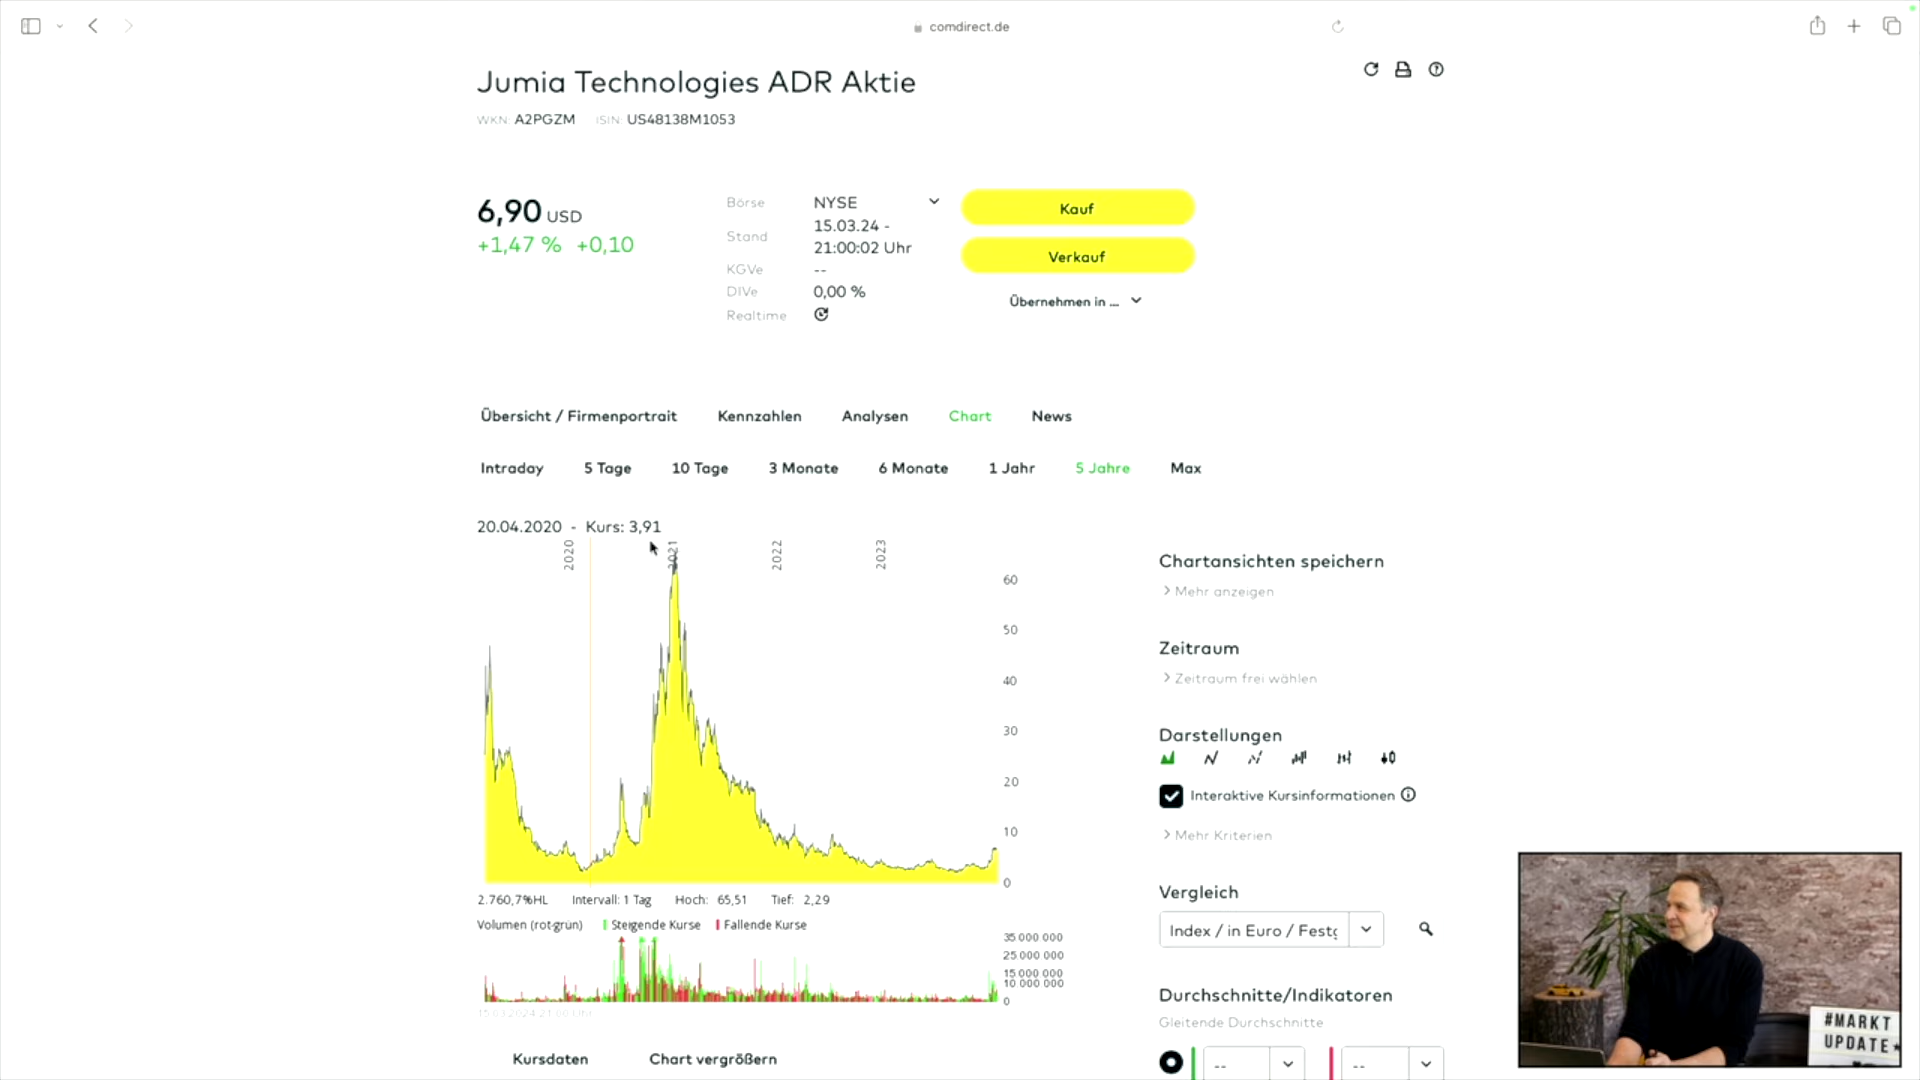 comdirect.de
Jumia Technologies ADR Aktie
WKN: A2PGZM ISIN: US48138M1053
6,90 USD
+1,47 % +0,10
Börse NYSE
Stand 15.03.24 -
21:00:02 Uhr
KGVe --
DIVe 0,00 %
Realtime
Kauf
Verkauf
Übernehmen in ...
Übersicht / Firmenportrait Kennzahlen Analysen Chart News
Intraday 5 Tage 10 Tage 3 Monate 6 Monate 1 Jahr 5 Jahre Max
20.04.2020 - Kurs: 3,91
2020 2021 2022 2023
60
50
40
30
20
10
0
2.760,7%HL Intervall: 1 Tag Hoch: 65,51 Tief: 2,29
Volumen (rot-grün) Steigende Kurse Fallende Kurse
35 000 000
25 000 000
15 000 000
10 000 000
0
15.03.2024 21:00 Uhr
Kursdaten Chart vergrößern
Chartansichten speichern
Mehr anzeigen
Zeitraum
Zeitraum frei wählen
Darstellungen
Interaktive Kursinformationen
Mehr Kriterien
Vergleich
Index / in Euro / Festg
Durchschnitte/Indikatoren
Gleitende Durchschnitte
-- --
#MARKT
UPDATE